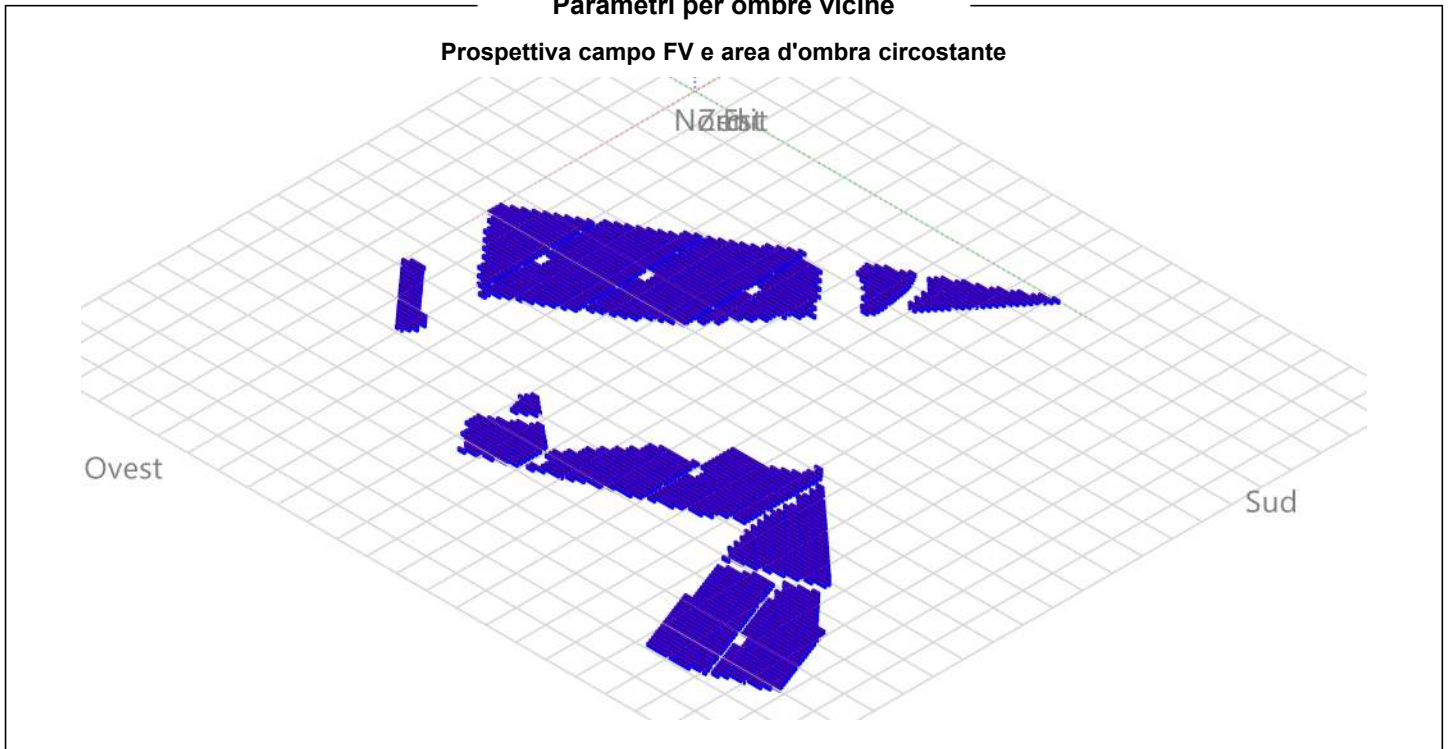 Parametri per ombre vicine
Prospettiva campo FV e area d'ombra circostante
Ovest
Sud